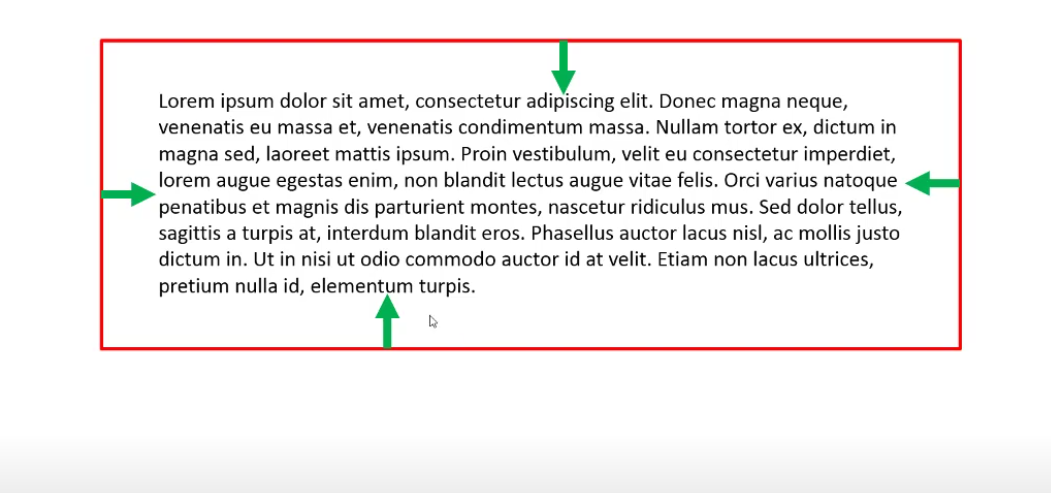 Lorem ipsum dolor sit amet, consectetur adipiscing elit. Donec magna neque,
venenatis eu massa et, venenatis condimentum massa. Nullam tortor ex, dictum in
magna sed, laoreet mattis ipsum. Proin vestibulum, velit eu consectetur imperdiet,
lorem augue egestas enim, non blandit lectus augue vitae felis. Orci varius natoque
penatibus et magnis dis parturient montes, nascetur ridiculus mus. Sed dolor tellus,
sagittis a turpis at, interdum blandit eros. Phasellus auctor lacus nisl, ac mollis justo
dictum in. Ut in nisi ut odio commodo auctor id at velit. Etiam non lacus ultrices,
pretium nulla id, elementum turpis.